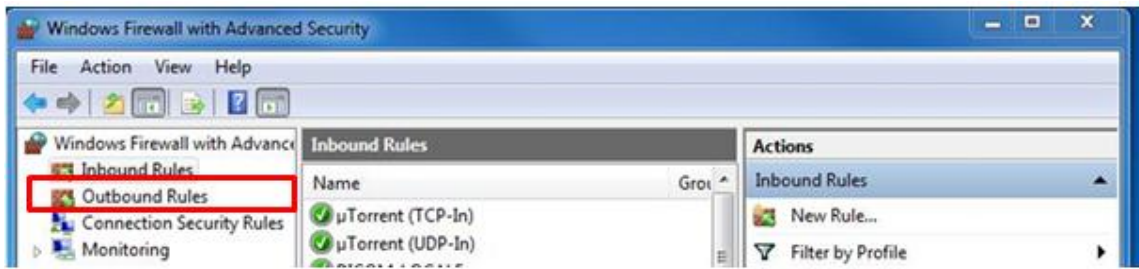 Windows Firewall with Advanced Security
File Action View Help
Windows Firewall with Advance
Inbound Rules
Outbound Rules
Connection Security Rules
Monitoring
Inbound Rules
Name Grou
µTorrent (TCP-In)
µTorrent (UDP-In)
Actions
Inbound Rules
New Rule...
Filter by Profile